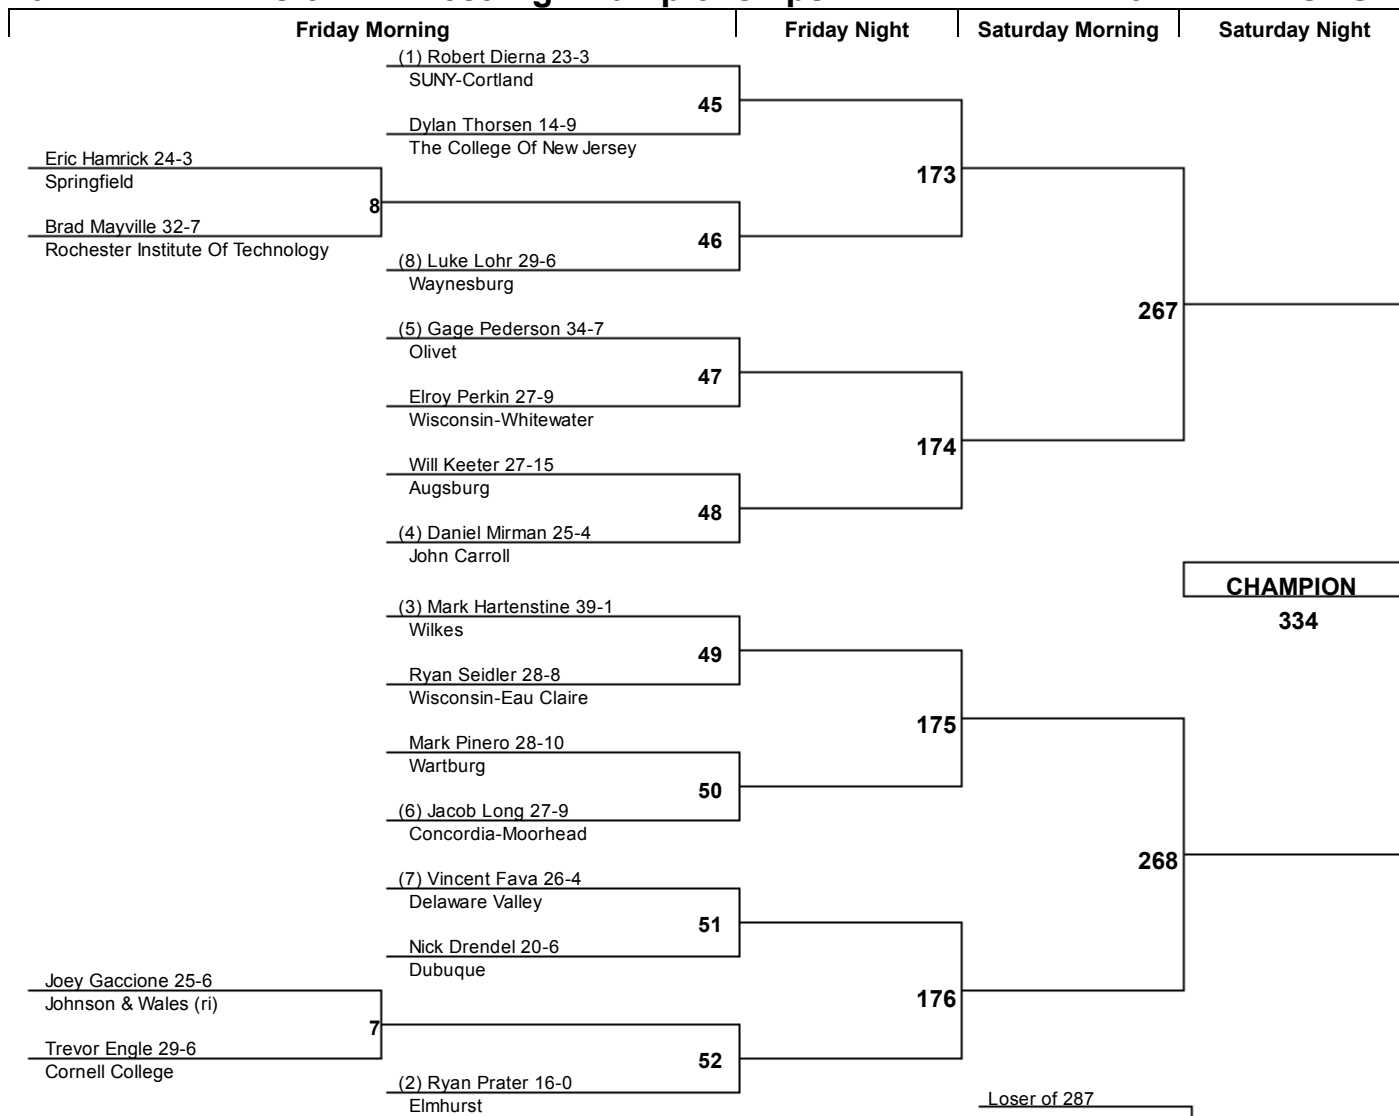 Friday Morning
Friday Night
Saturday Morning
Saturday Night
(1) Robert Dierna 23-3
SUNY-Cortland
45
Dylan Thorsen 14-9
The College Of New Jersey
Eric Hamrick 24-3
Springfield
173
8
Brad Mayville 32-7
Rochester Institute Of Technology
46
(8) Luke Lohr 29-6
Waynesburg
267
(5) Gage Pederson 34-7
Olivet
47
Elroy Perkin 27-9
Wisconsin-Whitewater
174
Will Keeter 27-15
Augsburg
48
(4) Daniel Mirman 25-4
John Carroll
CHAMPION
334
(3) Mark Hartenstine 39-1
Wilkes
49
Ryan Seidler 28-8
Wisconsin-Eau Claire
175
Mark Pinero 28-10
Wartburg
50
(6) Jacob Long 27-9
Concordia-Moorhead
268
(7) Vincent Fava 26-4
Delaware Valley
51
Nick Drendel 20-6
Dubuque
Joey Gaccione 25-6
Johnson & Wales (ri)
176
7
Trevor Engle 29-6
Cornell College
52
(2) Ryan Prater 16-0
Elmhurst
Loser of 287